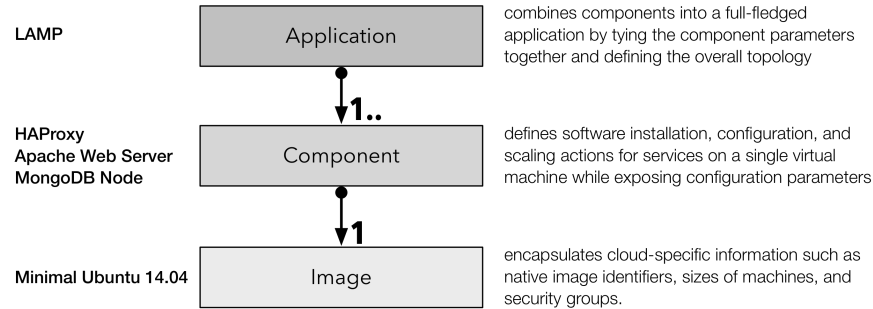 LAMP
Application
combines components into a full-fledged
application by tying the component parameters
together and defining the overall topology
1..
HAProxy
Apache Web Server
MongoDB Node
Component
defines software installation, configuration, and
scaling actions for services on a single virtual
machine while exposing configuration parameters
1
Minimal Ubuntu 14.04
Image
encapsulates cloud-specific information such as
native image identifiers, sizes of machines, and
security groups.